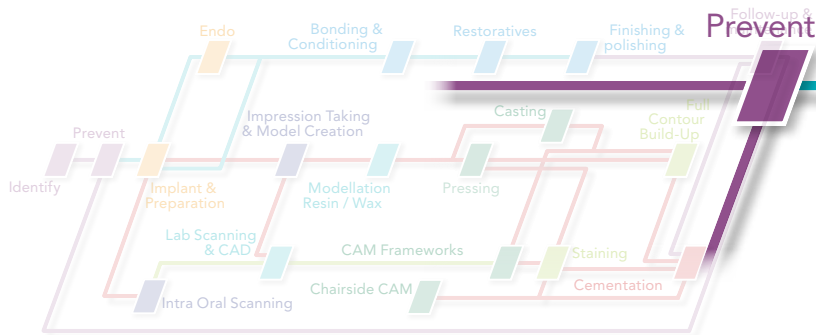 Follow-up &
Prevent
Endo
Bonding &
Conditioning
Restoratives
Finishing &
polishing
Impression Taking
& Model Creation
Casting
Full
Contour
Build-Up
Prevent
Identify
Implant &
Preparation
Modellation
Resin / Wax
Pressing
Lab Scanning
& CAD
CAM Frameworks
Staining
Intra Oral Scanning
Chairside CAM
Cementation